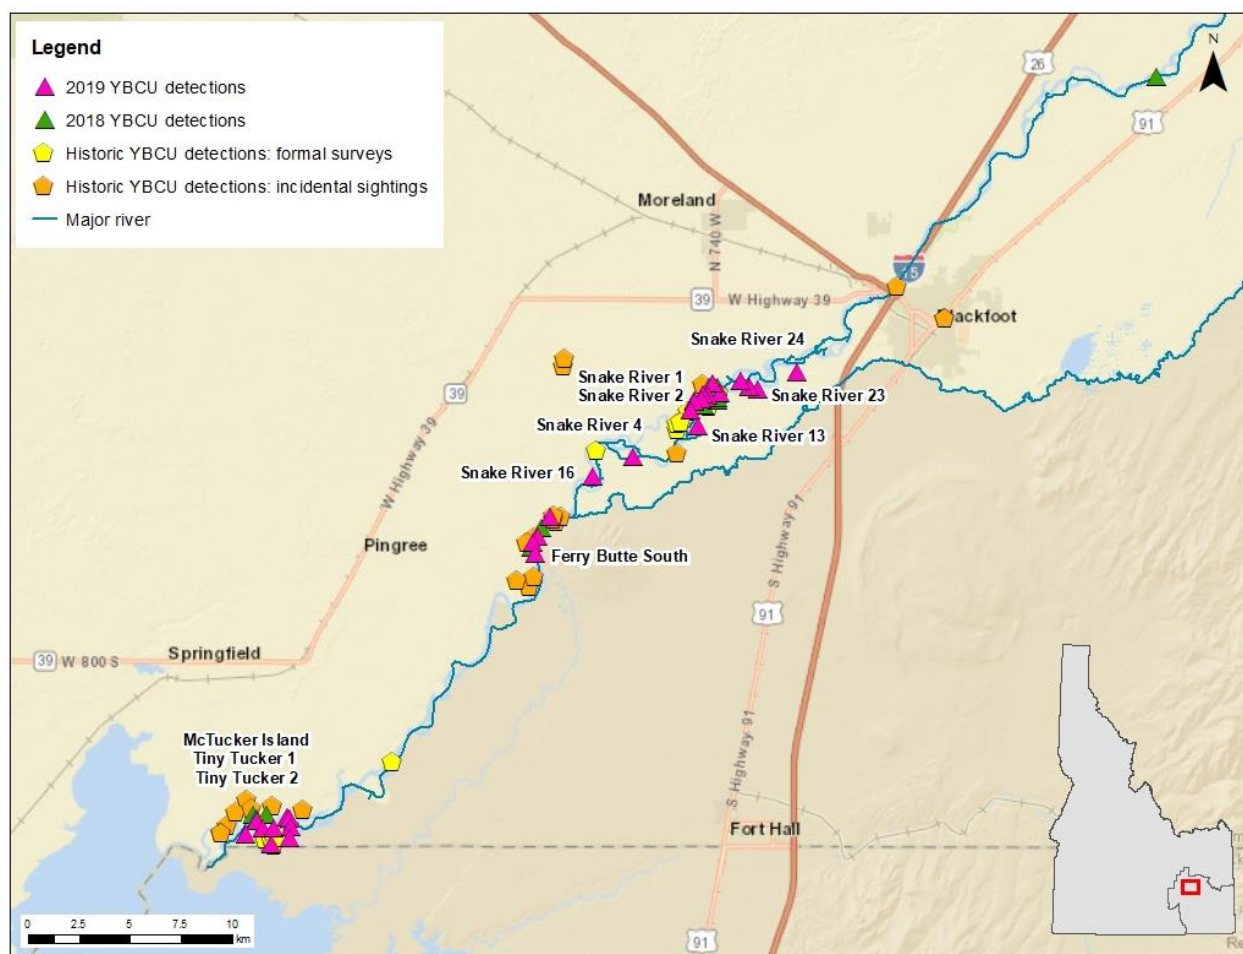 Legend
2019 YBCU detections
2018 YBCU detections
Historic YBCU detections: formal surveys
Historic YBCU detections: incidental sightings
Major river
N
26
91
Moreland
N 740 W
15
39 W Highway 39
lackfoot
Snake River 24
Snake River 1
Snake River 2
Snake River 23
39
Snake River 4
Snake River 13
W Highway 39
Snake River 16
S Highway 91
Pingree
Ferry Butte South
91
39 W 800 S
Springfield
McTucker Island
Tiny Tucker 1
Tiny Tucker 2
S Highway 91
Fort Hall
0 2.5 5 7.5 10
km
91
Re